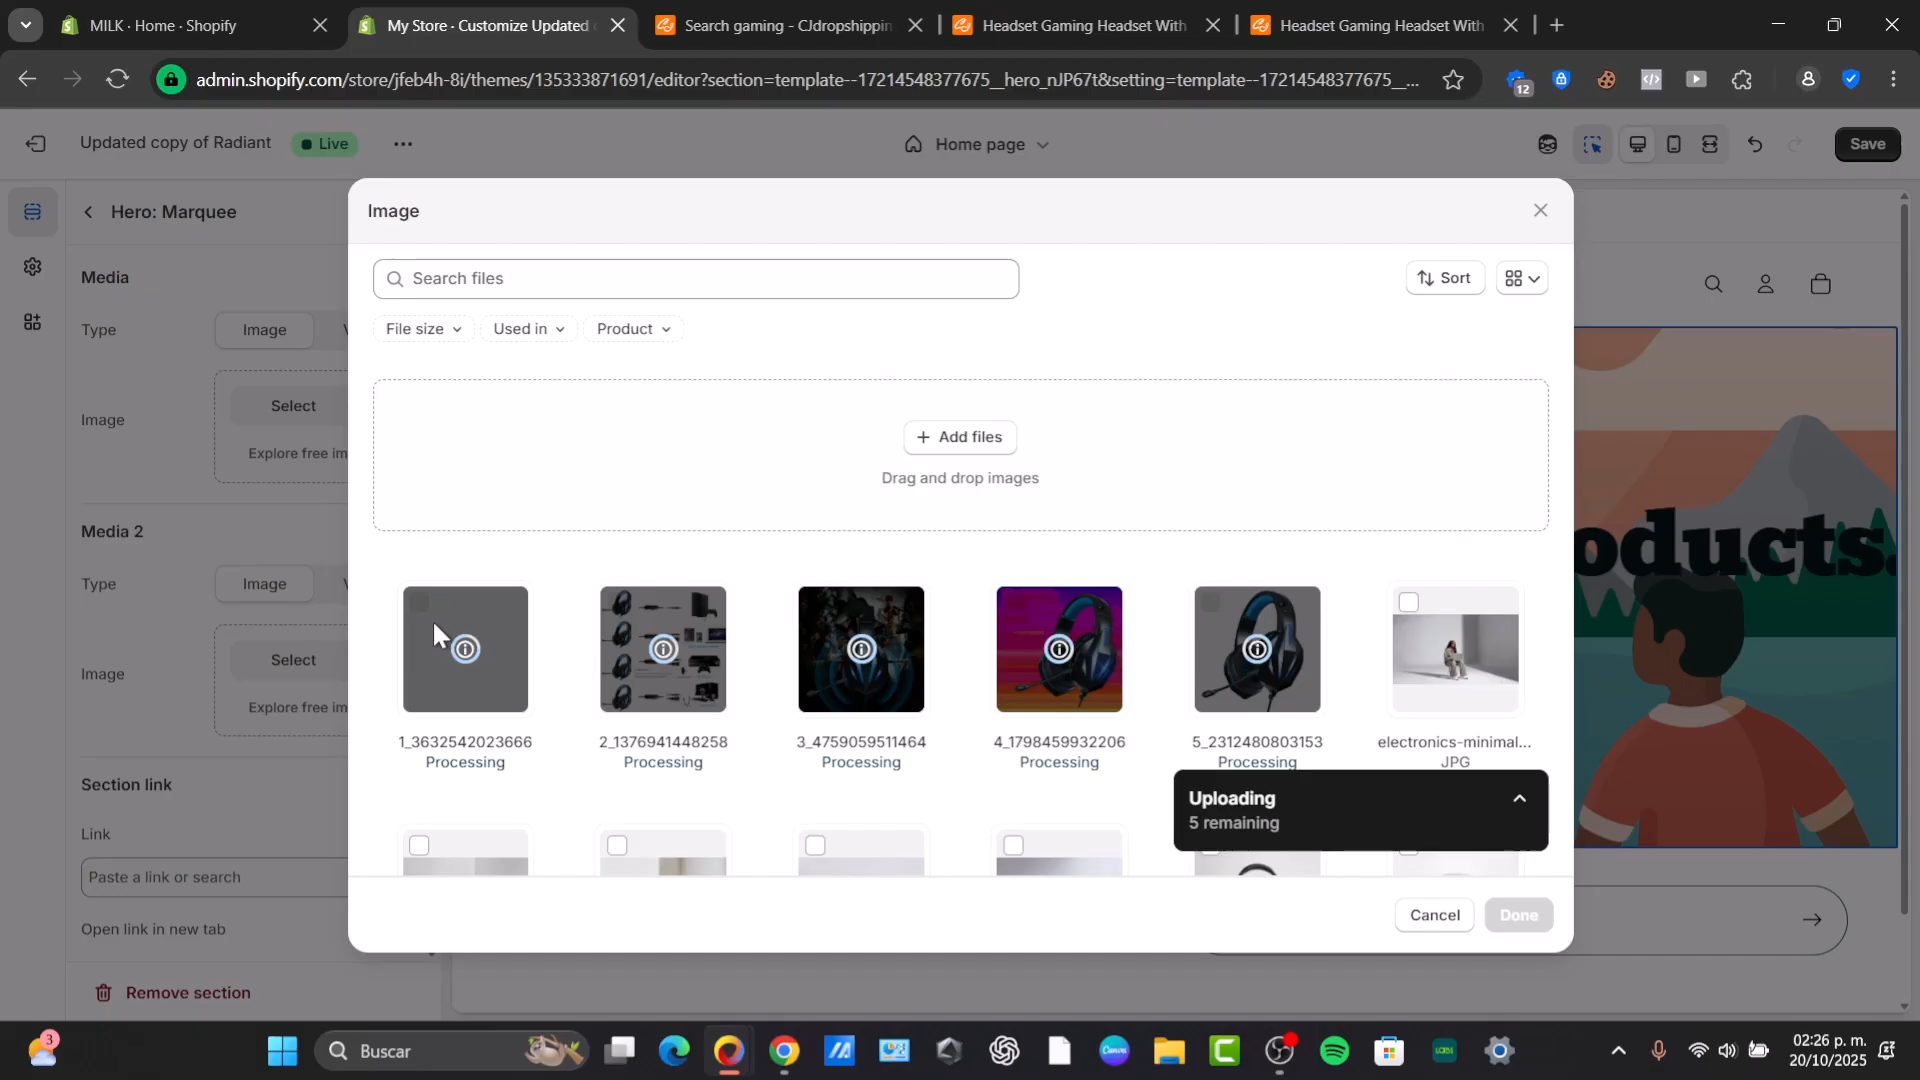 MILK · Home · Shopify
My Store · Customize Updated
Search gaming - CJdropshippin
Headset Gaming Headset With
Headset Gaming Headset With
admin.shopify.com/store/jfeb4h-8i/themes/135333871691/editor?section=template--17214548377675__hero_nJP67t&setting=template--17214548377675__...
12
Updated copy of Radiant
Live
Home page
Save
Hero: Marquee
Media
Type
Image
V
Image
Select
Explore free im
Media 2
Type
Image
V
Image
Select
Explore free im
Section link
Link
Paste a link or search
Open link in new tab
Remove section
Image
Search files
Sort
File size
Used in
Product
Add files
Drag and drop images
1_3632542023666
Processing
2_1376941448258
Processing
3_4759059511464
Processing
4_1798459932206
Processing
5_2312480803153
Processing
electronics-minimal...
JPG
Uploading
5 remaining
Cancel
Done
oducts.
3
Buscar
Canva
02:26 p. m.
20/10/2025